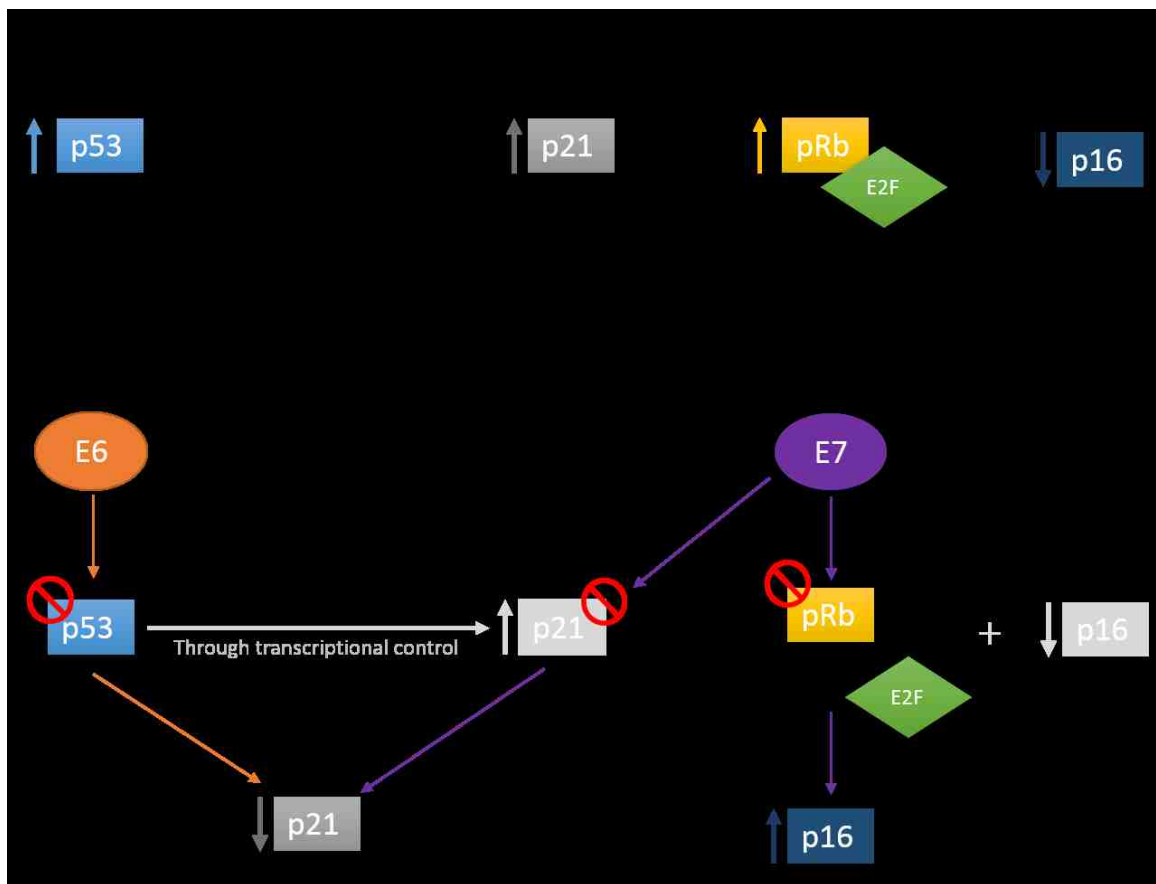 p53
p21
pRb
E2F
p16
E6
E7
p53
Through transcriptional control
p21
pRb
+
p16
E2F
p21
p16